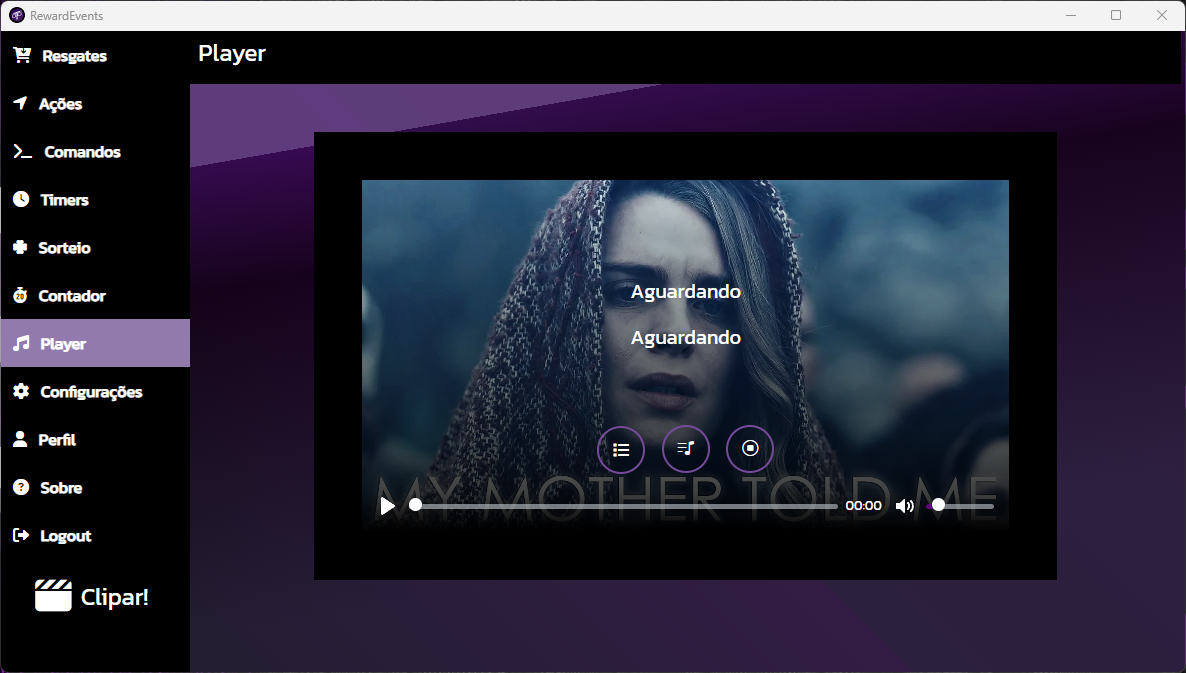 RewardEvents
Resgates
Ações
Comandos
Timers
Sorteio
20
Contador
Player
Configurações
Perfil
Sobre
Logout
Clipar!
Player
Aguardando
Aguardando
MY MOTHER TOLD ME
00:00